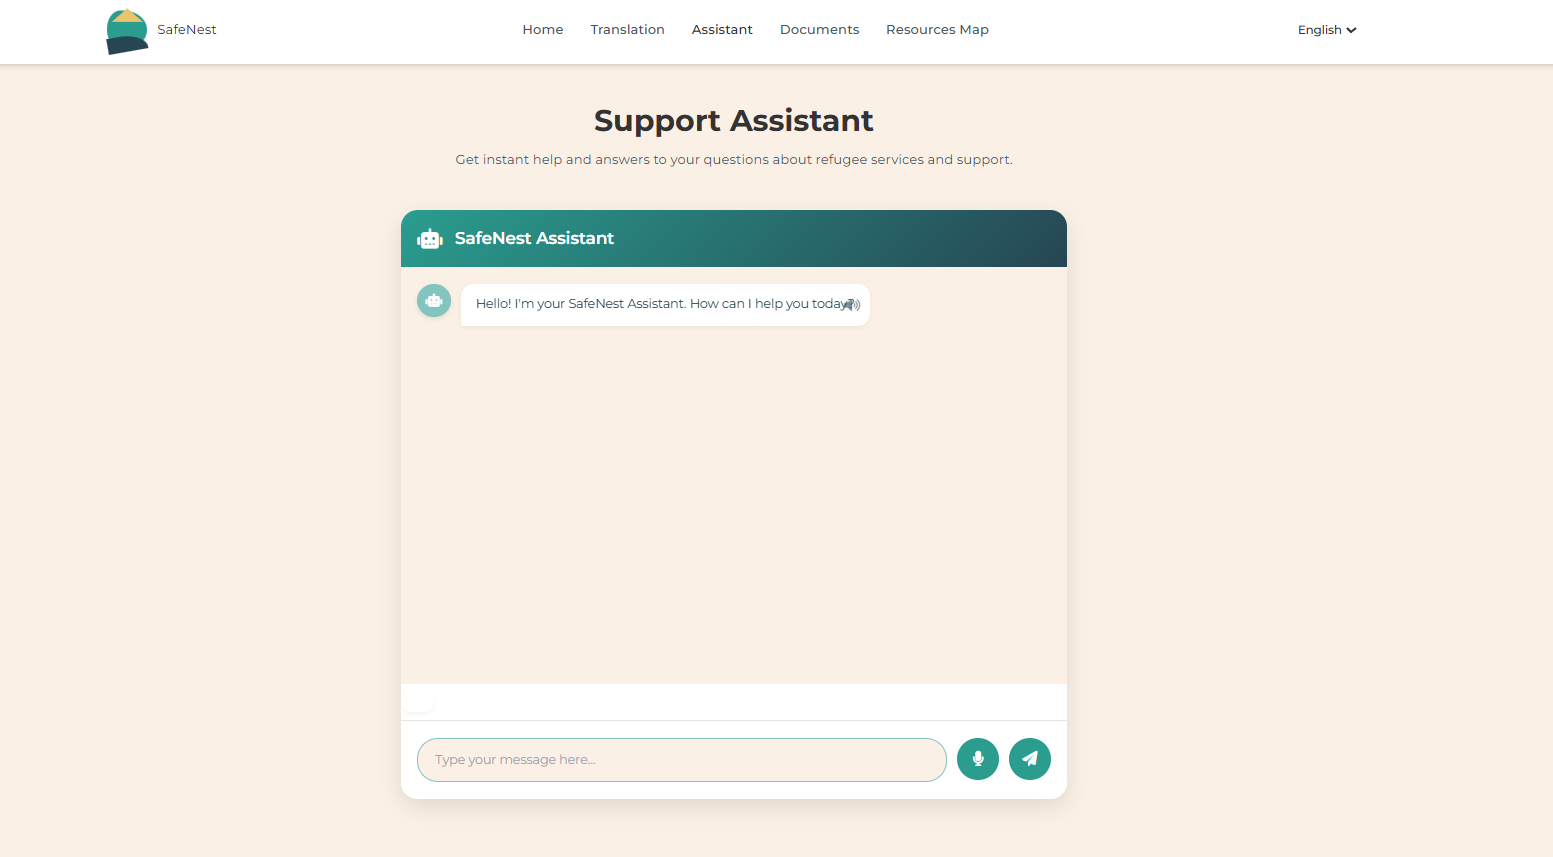 SafeNest
Home
Translation
Assistant
Documents
Resources Map
English
Support Assistant
Get instant help and answers to your questions about refugee services and support.
SafeNest Assistant
Hello! I'm your SafeNest Assistant. How can I help you today?
Type your message here...